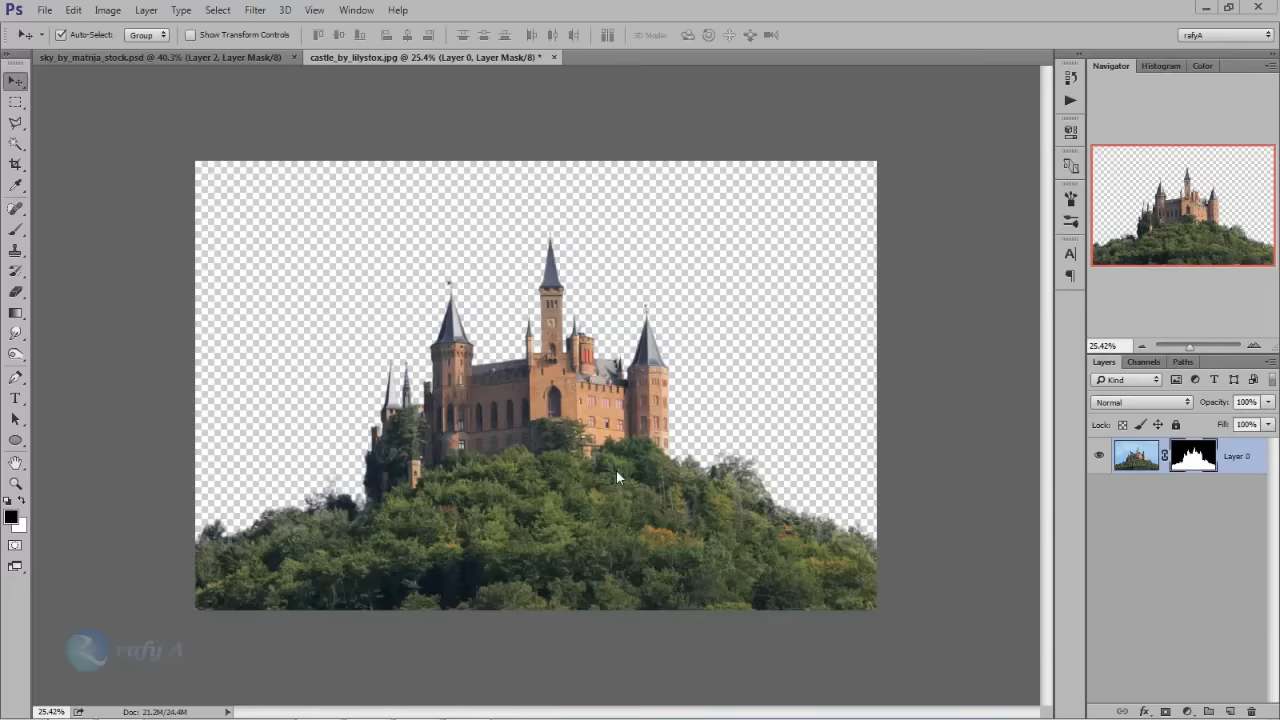 Ps File Edit Image Layer Type Select Filter 3D View Window Help
Auto-Select: Group Show Transform Controls 3D Mode: rafyA
sky_by_matrija_stock.psd @ 40.3% (Layer 2, Layer Mask/8) × castle_by_lilystox.jpg @ 25.4% (Layer 0, Layer Mask/8) * ×
Navigator Histogram Color
25.42%
Layers Channels Paths
Kind
Normal Opacity: 100%
Lock: Fill: 100%
Layer 0
rafy A
25.42% Doc: 21.2M/24.4M